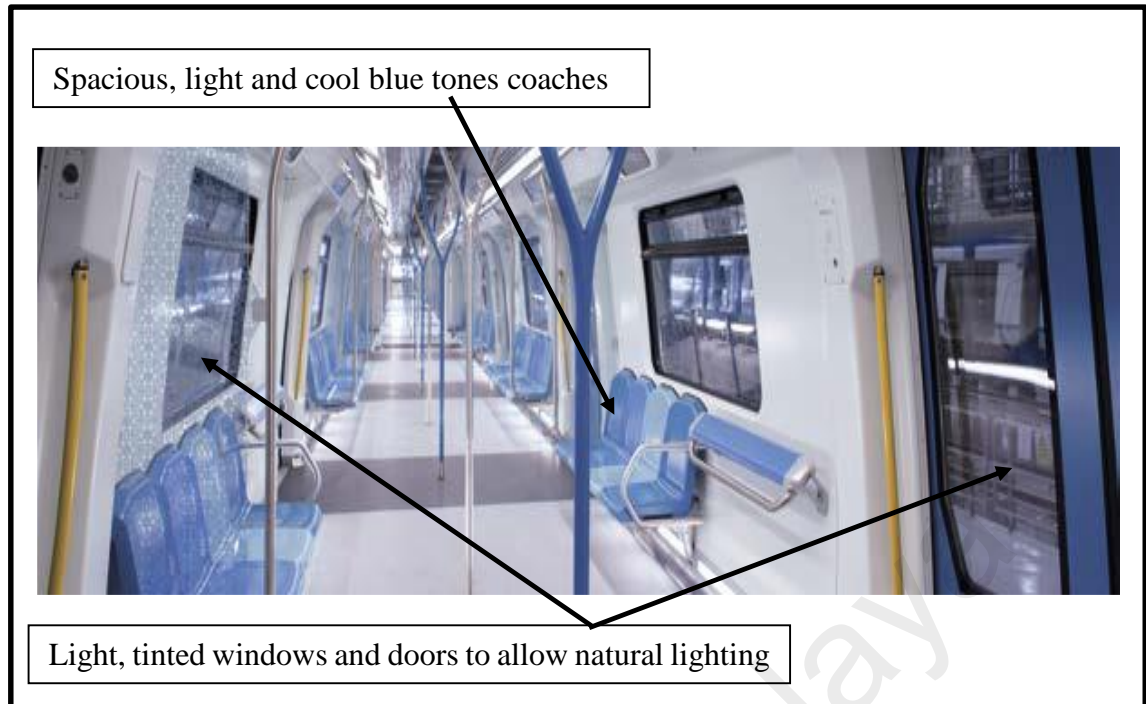 Spacious, light and cool blue tones coaches
Light, tinted windows and doors to allow natural lighting